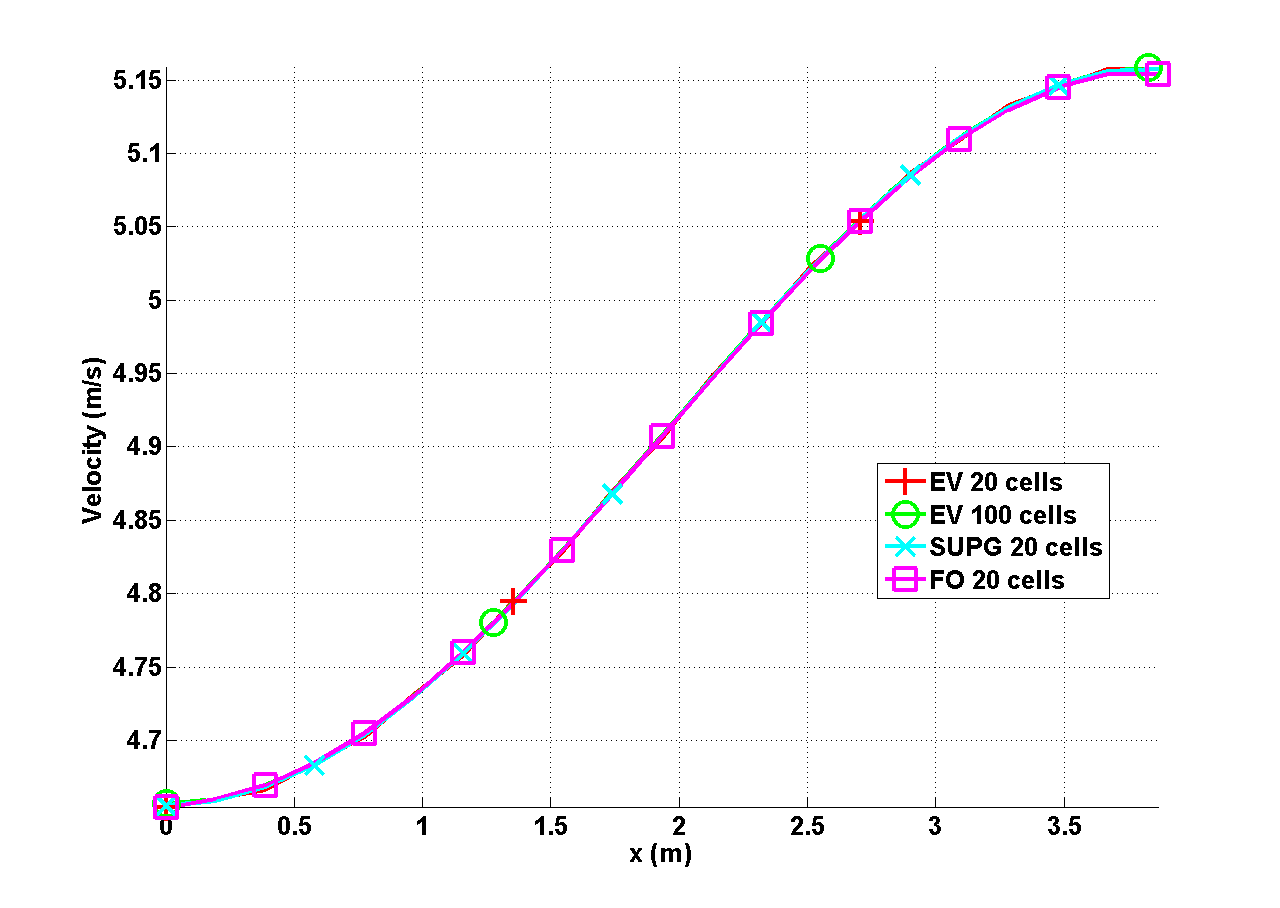 5.15
5.1
5.05
5
4.95
4.9
4.85
4.8
4.75
4.7
Velocity (m/s)
EV 20 cells
EV 100 cells
SUPG 20 cells
FO 20 cells
0 0.5 1 1.5 2 2.5 3 3.5
x (m)